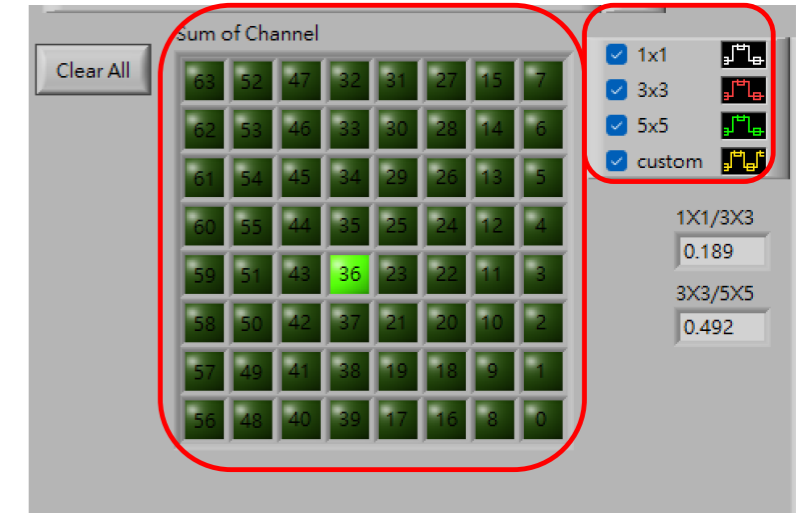 Sum of Channel
Clear All
63 52 47 32 31 27 15 7
62 53 46 33 30 28 14 6
61 54 45 34 29 26 13 5
60 55 44 35 25 24 12 4
59 51 43 36 23 22 11 3
58 50 42 37 21 20 10 2
57 49 41 38 19 18 9 1
56 48 40 39 17 16 8 0
1x1
3x3
5x5
custom
1X1/3X3
0.189
3X3/5X5
0.492